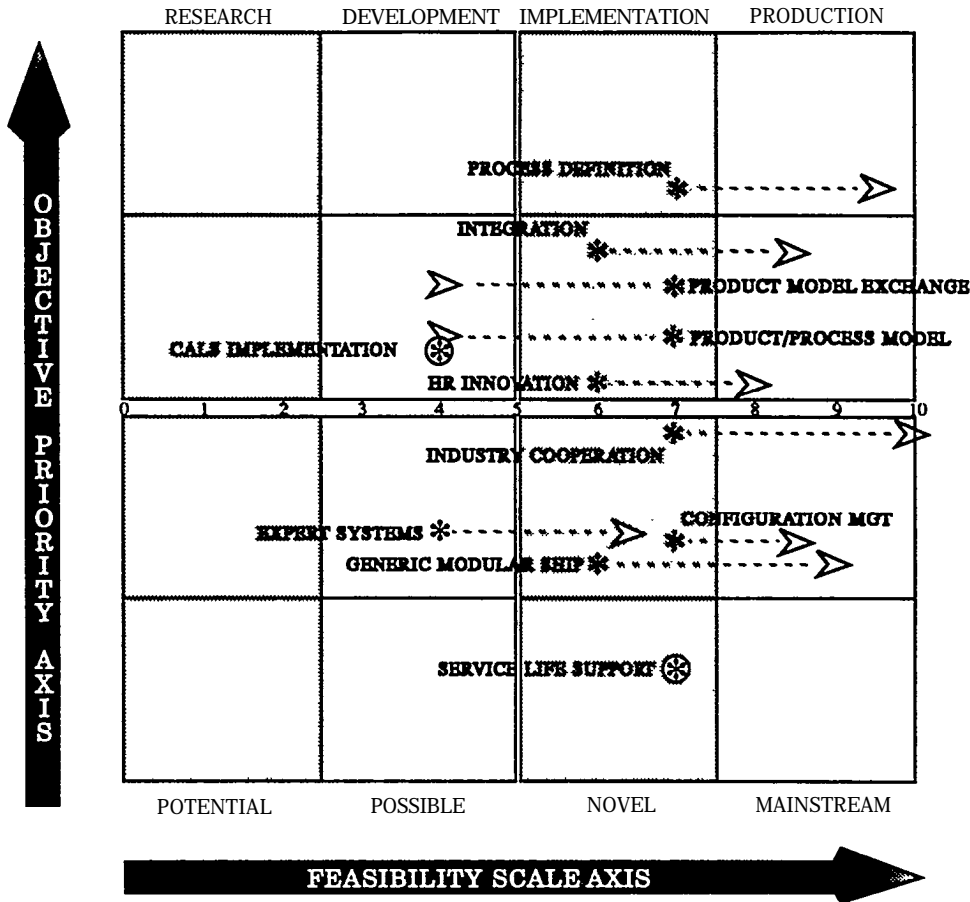 RESEARCH DEVELOPMENT IMPLEMENTATION PRODUCTION
PROCESS DEFINITION
INTEGRATION
PRODUCT MODEL EXCHANGE
PRODUCT/PROCESS MODEL
CALS IMPLEMENTATION
HR INNOVATION
0 1 2 3 4 5 6 7 8 9 10
INDUSTRY COOPERATION
CONFIGURATION MGT
EXPERT SYSTEMS
GENERIC MODULAR SHIP
SERVICE LIFE SUPPORT
OBJECTIVE PRIORITY AXIS
POTENTIAL POSSIBLE NOVEL MAINSTREAM
FEASIBILITY SCALE AXIS